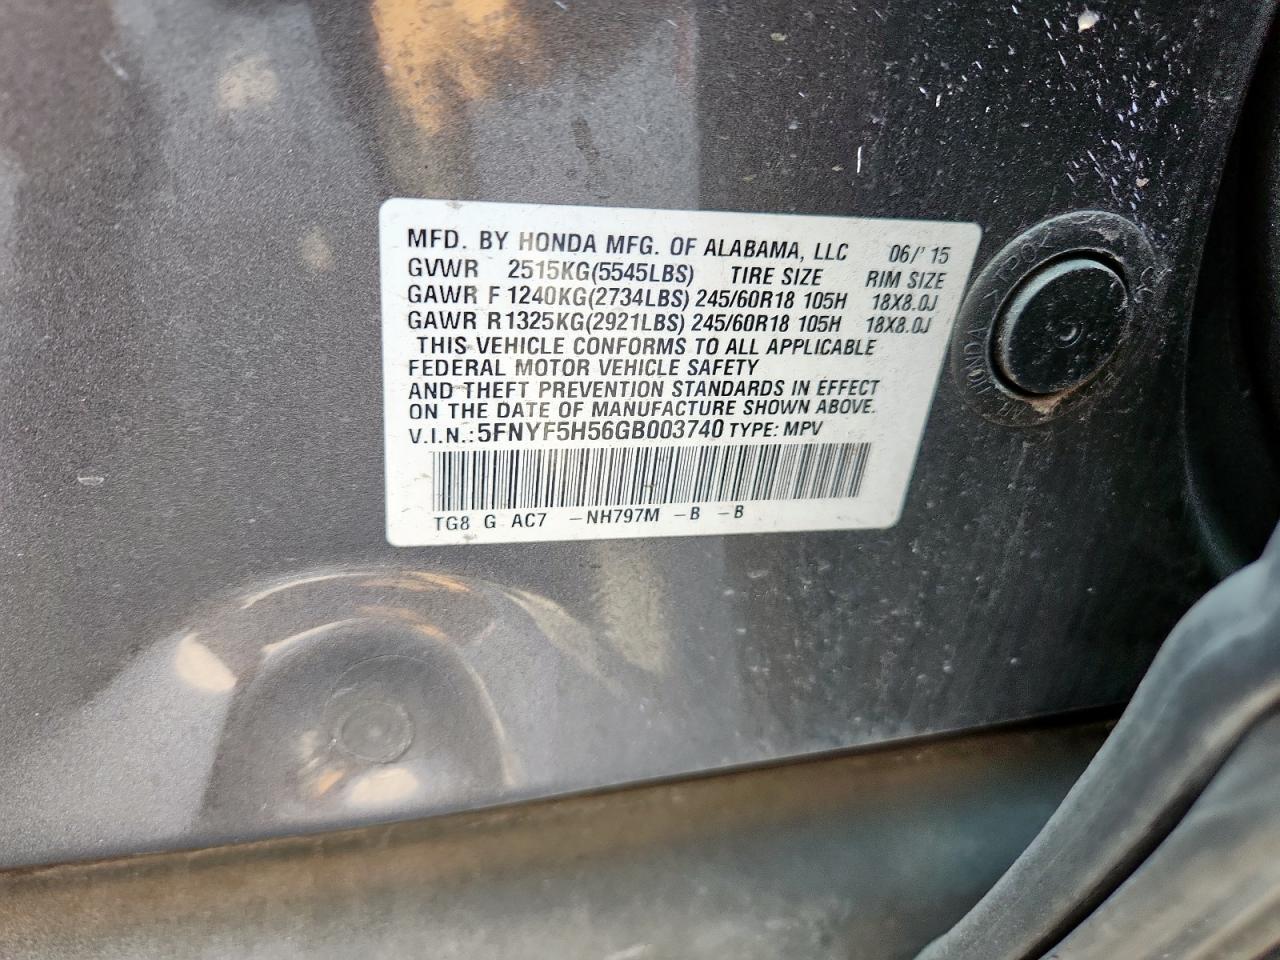 MFD. BY HONDA MFG. OF ALABAMA, LLC 06/'15
GVWR 2515KG(5545LBS) TIRE SIZE RIM SIZE
GAWR F 1240KG(2734LBS) 245/60R18 105H 18X8.0J
GAWR R 1325KG(2921LBS) 245/60R18 105H 18X8.0J
THIS VEHICLE CONFORMS TO ALL APPLICABLE
FEDERAL MOTOR VEHICLE SAFETY
AND THEFT PREVENTION STANDARDS IN EFFECT
ON THE DATE OF MANUFACTURE SHOWN ABOVE.
V.I.N.: 5FNYF5H56GB003740 TYPE: MPV
TG8 G AC7 -NH797M -B -B
HONDA